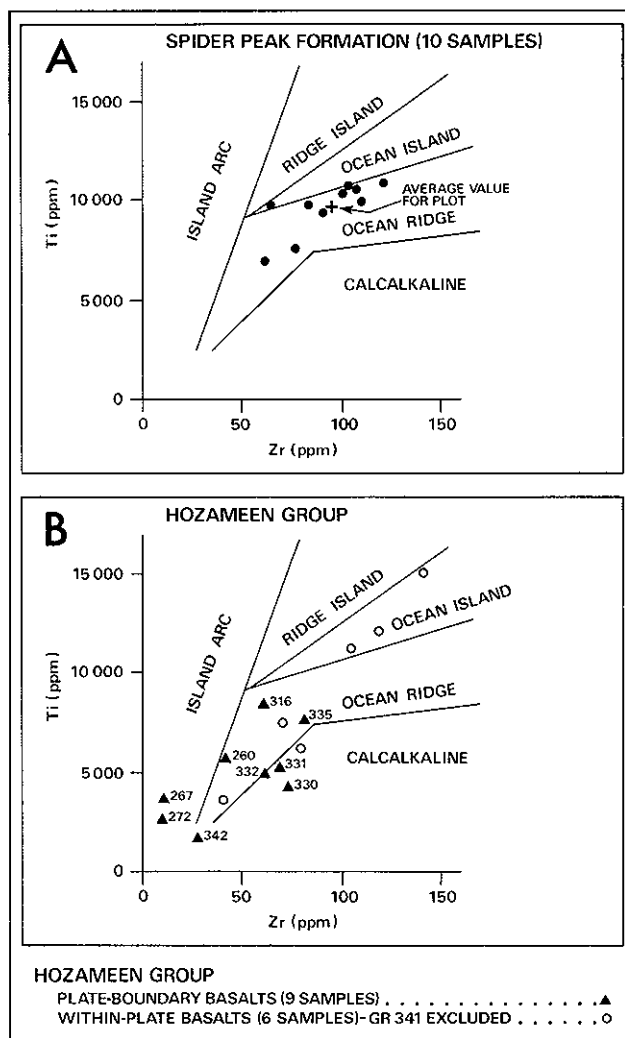 A
SPIDER PEAK FORMATION (10 SAMPLES)
15 000
10 000
5 000
0
Ti (ppm)
ISLAND ARC
RIDGE ISLAND
OCEAN ISLAND
AVERAGE VALUE
FOR PLOT
OCEAN RIDGE
CALCALKALINE
0
50
100
150
Zr (ppm)
B
HOZAMEEN GROUP
15 000
10 000
5 000
0
Ti (ppm)
ISLAND ARC
RIDGE ISLAND
OCEAN ISLAND
OCEAN RIDGE
CALCALKALINE
316
335
260
332
331
330
267
272
342
0
50
100
150
Zr (ppm)
HOZAMEEN GROUP
PLATE-BOUNDARY BASALTS (9 SAMPLES) . . . . . . . . . . . . ▲
WITHIN-PLATE BASALTS (6 SAMPLES)-GR 341 EXCLUDED . . . . . . ○